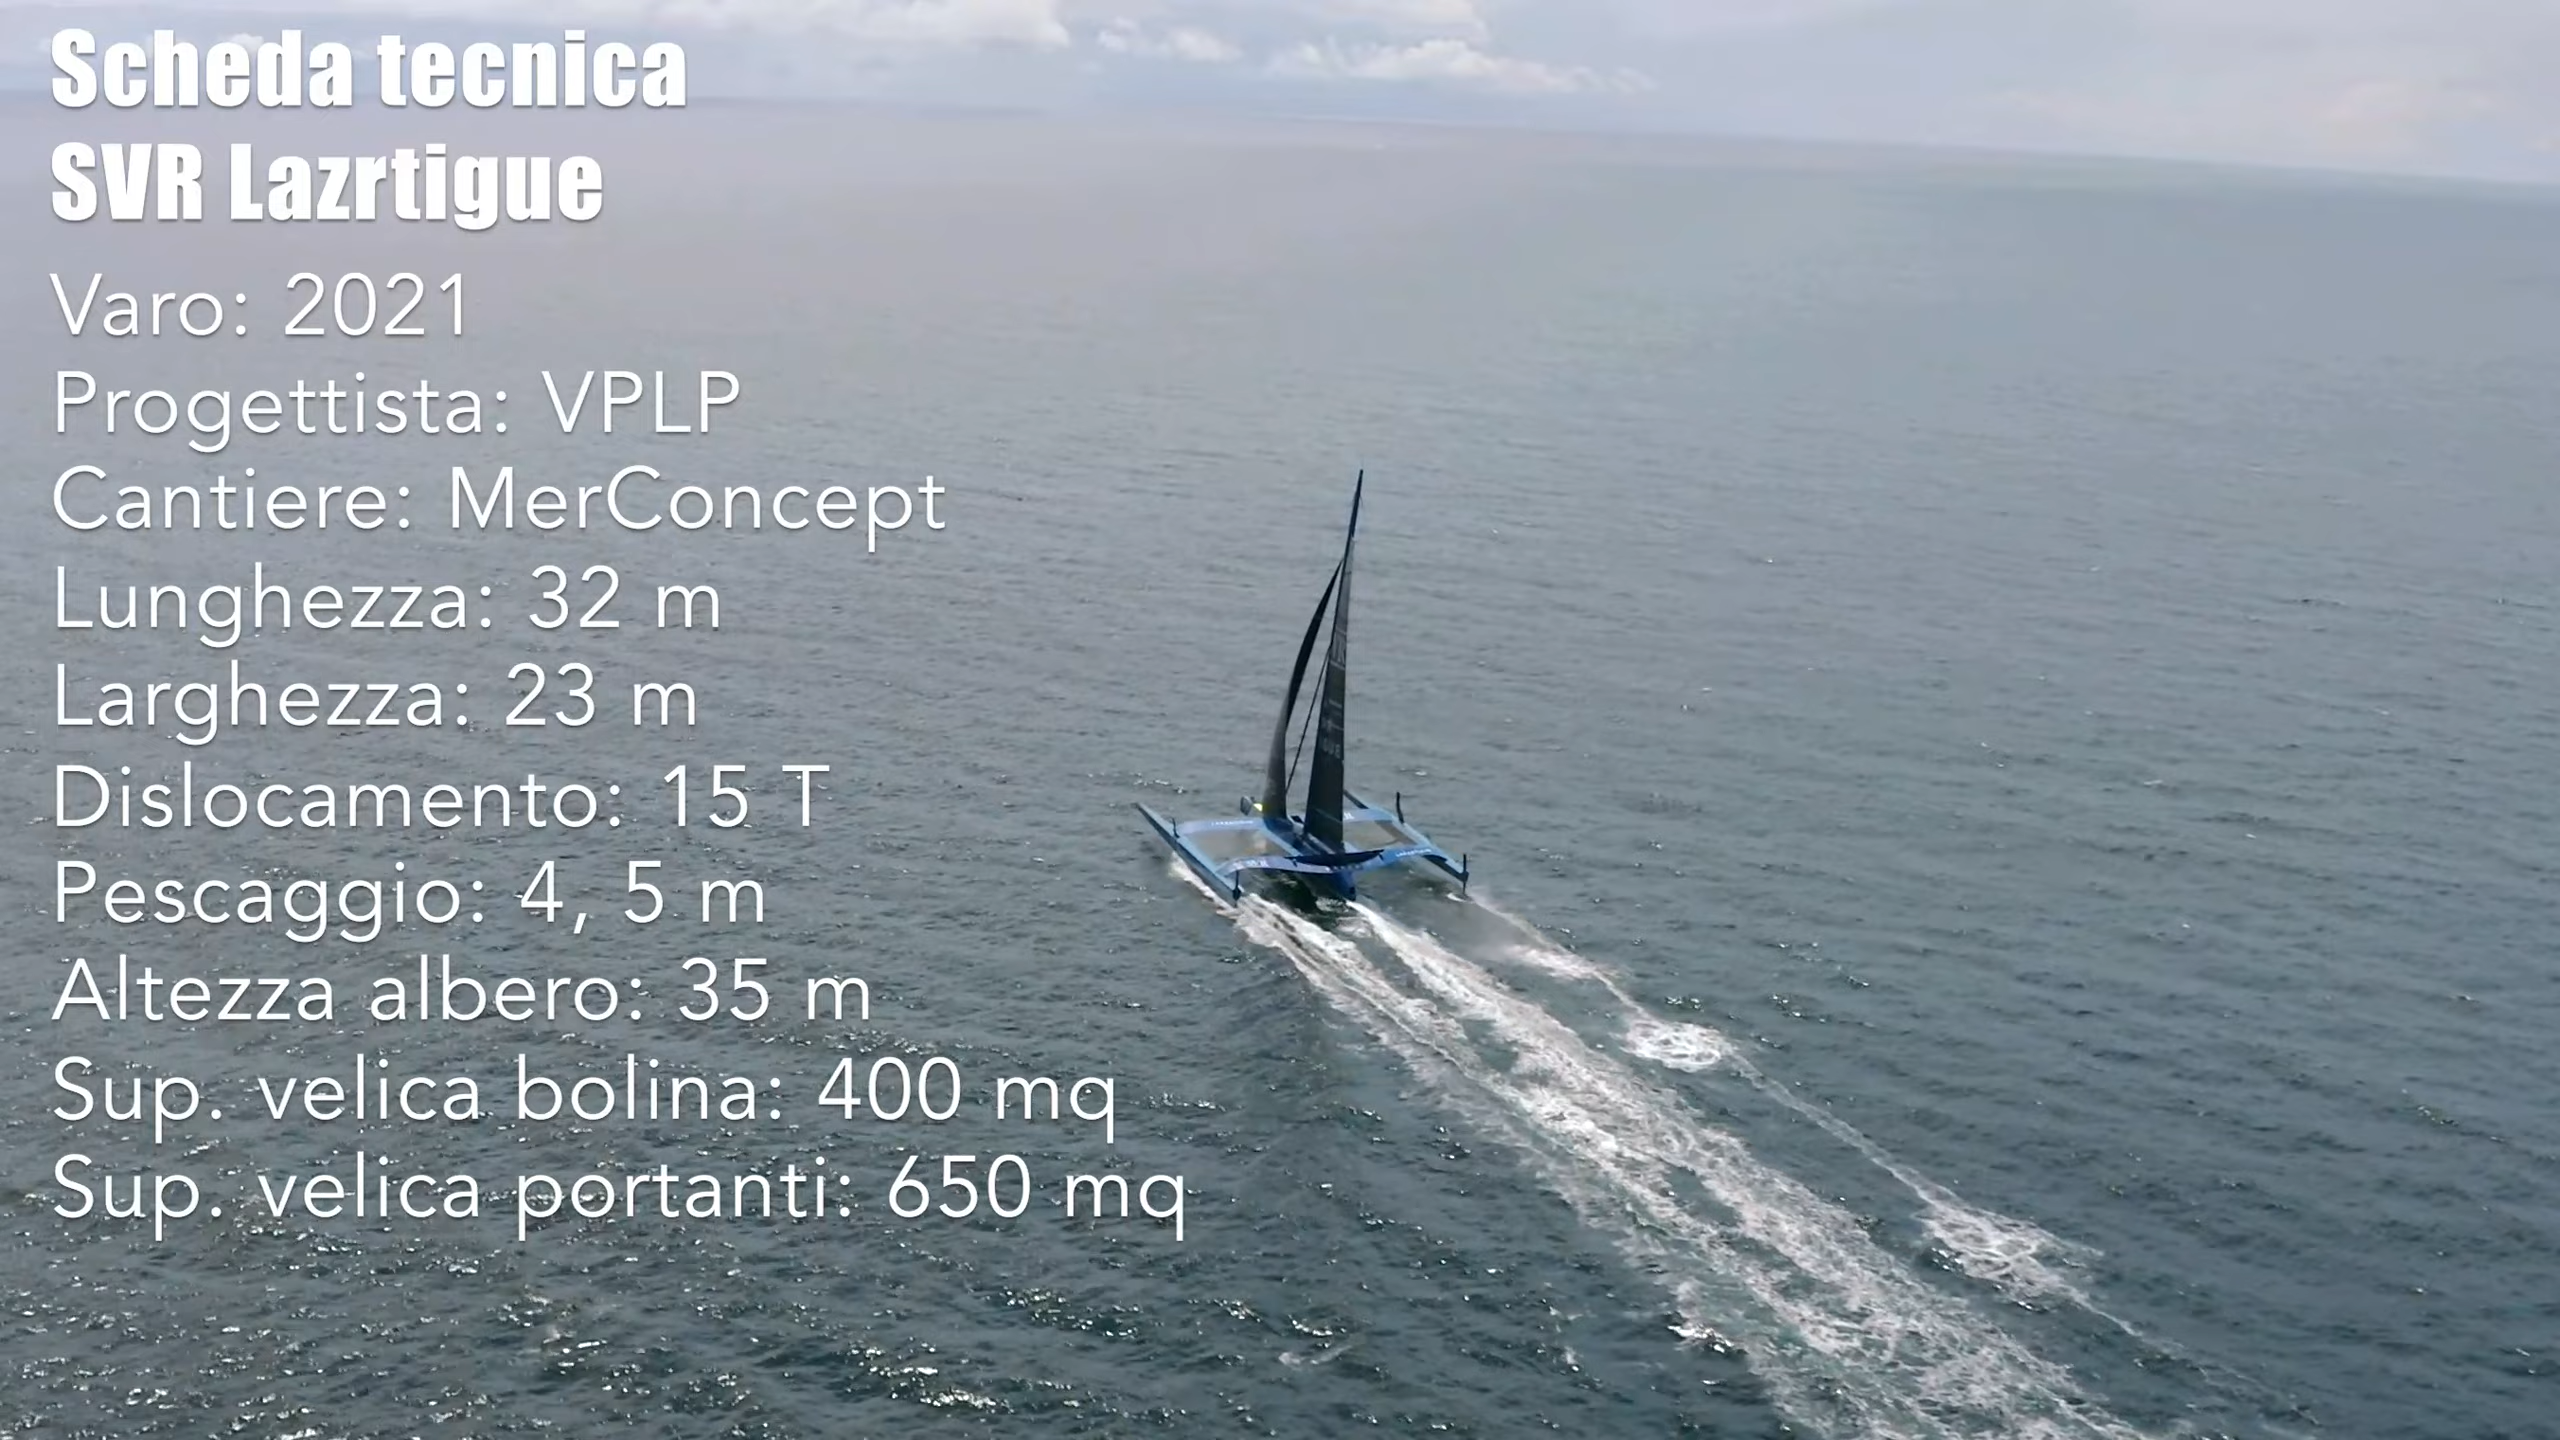 Scheda tecnica
SVR Lazrtigue
Varo: 2021
Progettista: VPLP
Cantiere: MerConcept
Lunghezza: 32 m
Larghezza: 23 m
Dislocamento: 15 T
Pescaggio: 4, 5 m
Altezza albero: 35 m
Sup. velica bolina: 400 mq
Sup. velica portanti: 650 mq